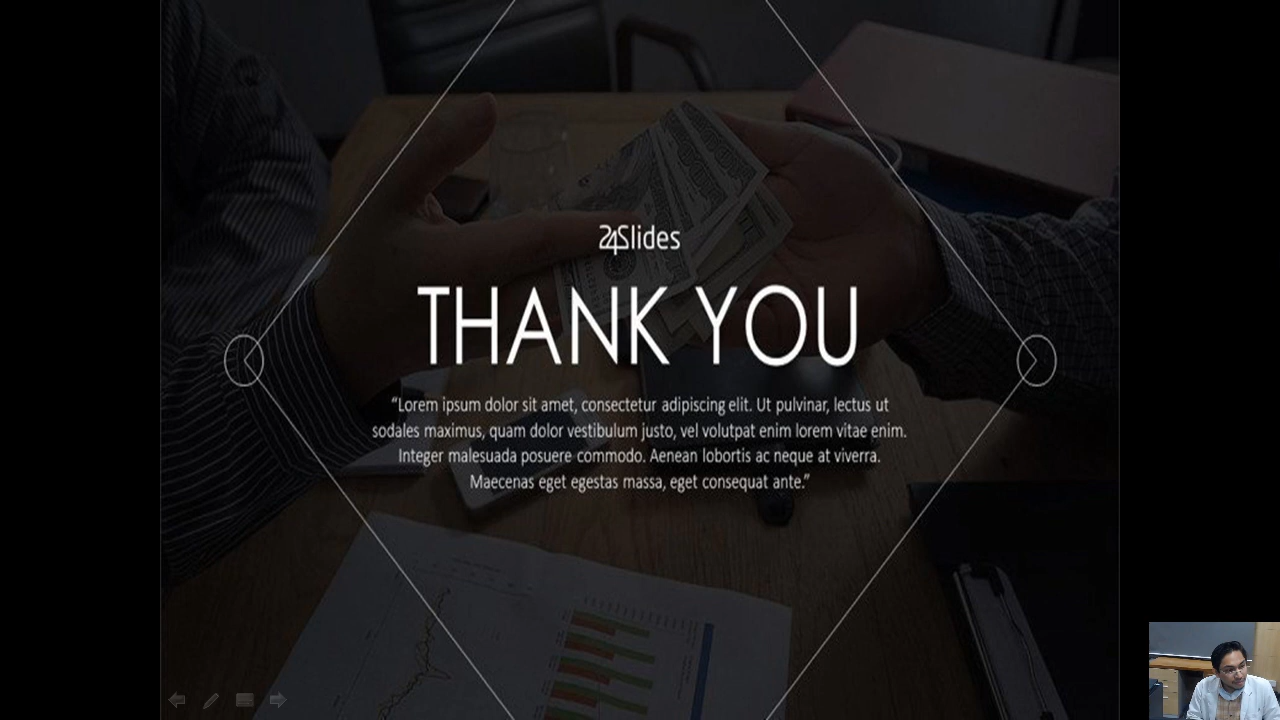 24Slides
THANK YOU
“Lorem ipsum dolor sit amet, consectetur adipiscing elit. Ut pulvinar, lectus ut
sodales maximus, quam dolor vestibulum justo, vel volutpat enim lorem vitae enim.
Integer malesuada posuere commodo. Aenean lobortis ac neque at viverra.
Maecenas eget egestas massa, eget consequat ante.”